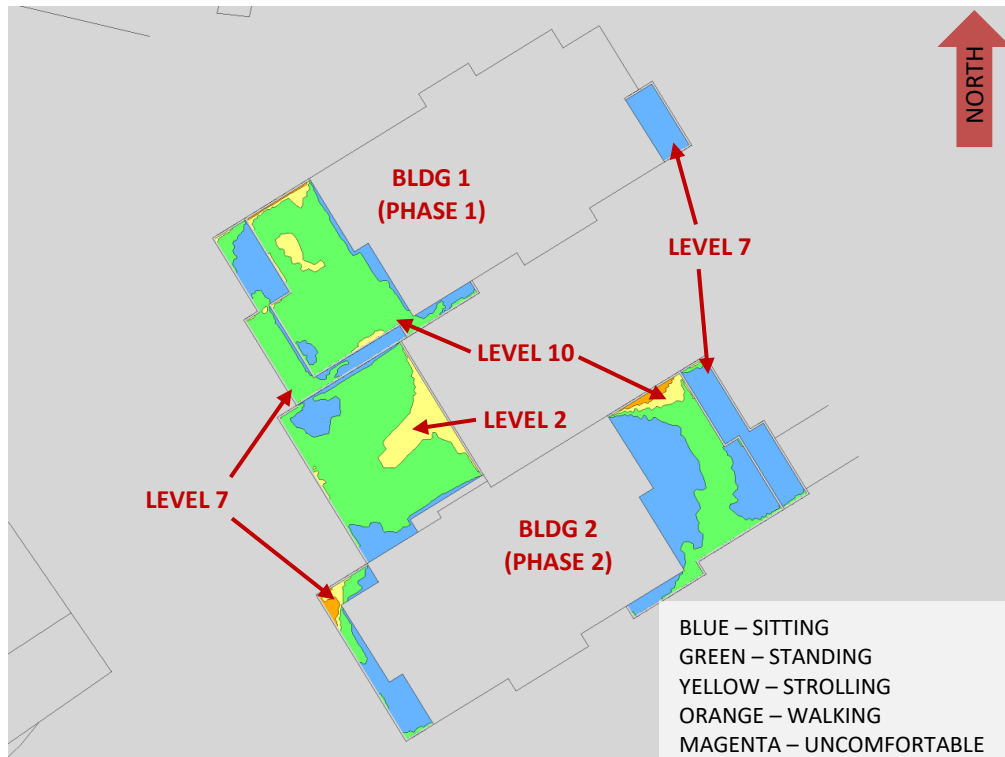 NORTH
BLDG 1
(PHASE 1)
LEVEL 7
LEVEL 10
LEVEL 2
LEVEL 7
BLDG 2
(PHASE 2)
BLUE – SITTING
GREEN – STANDING
YELLOW – STROLLING
ORANGE – WALKING
MAGENTA – UNCOMFORTABLE